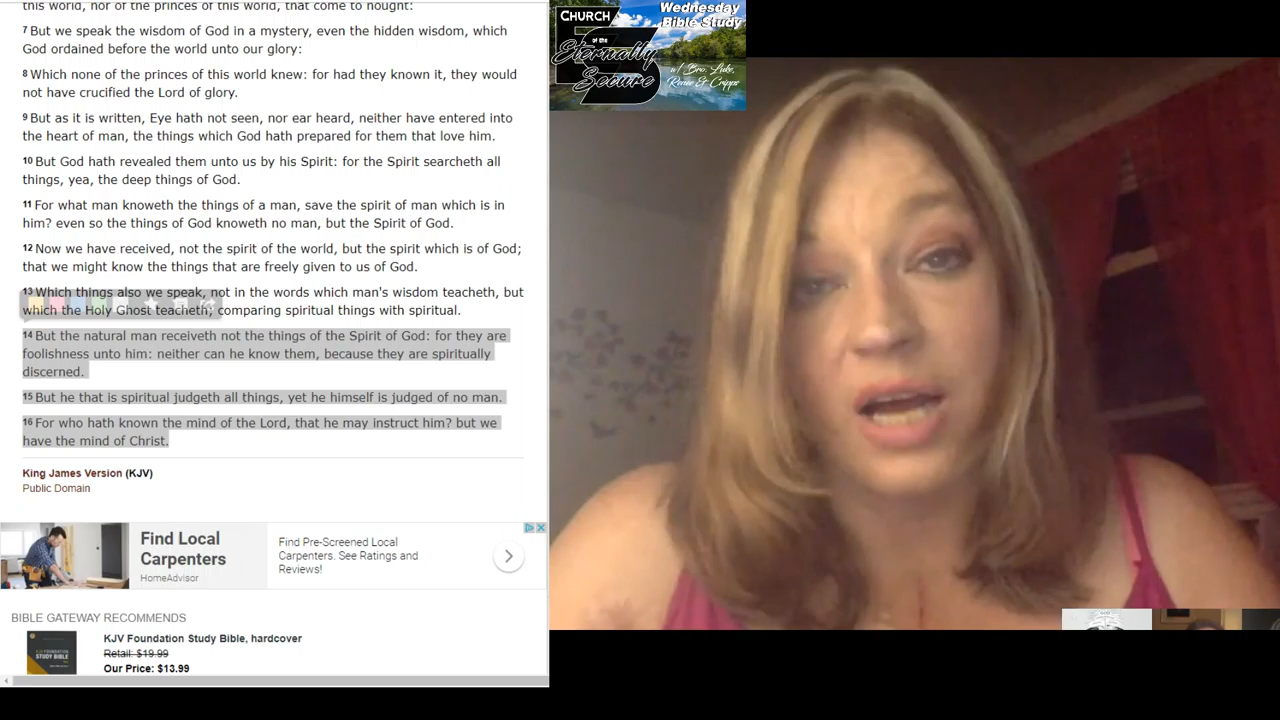 this world, nor of the princes of this world, that come to nought:
7 But we speak the wisdom of God in a mystery, even the hidden wisdom, which
God ordained before the world unto our glory:
8 Which none of the princes of this world knew: for had they known it, they would
not have crucified the Lord of glory.
9 But as it is written, Eye hath not seen, nor ear heard, neither have entered into
the heart of man, the things which God hath prepared for them that love him.
10 But God hath revealed them unto us by his Spirit: for the Spirit searcheth all
things, yea, the deep things of God.
11 For what man knoweth the things of a man, save the spirit of man which is in
him? even so the things of God knoweth no man, but the Spirit of God.
12 Now we have received, not the spirit of the world, but the spirit which is of God;
that we might know the things that are freely given to us of God.
13 Which things also we speak, not in the words which man's wisdom teacheth, but
which the Holy Ghost teacheth; comparing spiritual things with spiritual.
14 But the natural man receiveth not the things of the Spirit of God: for they are
foolishness unto him: neither can he know them, because they are spiritually
discerned.
15 But he that is spiritual judgeth all things, yet he himself is judged of no man.
16 For who hath known the mind of the Lord, that he may instruct him? but we
have the mind of Christ.
King James Version (KJV)
Public Domain
Find Local
Carpenters
HomeAdvisor
Find Pre-Screened Local
Carpenters. See Ratings and
Reviews!
BIBLE GATEWAY RECOMMENDS
KJV Foundation Study Bible, hardcover
Retail: $19.99
Our Price: $13.99
CHURCH
of the
Eternally
Secure
Wednesday
Bible Study
w/ Bro. Luke,
Renee & Cripps